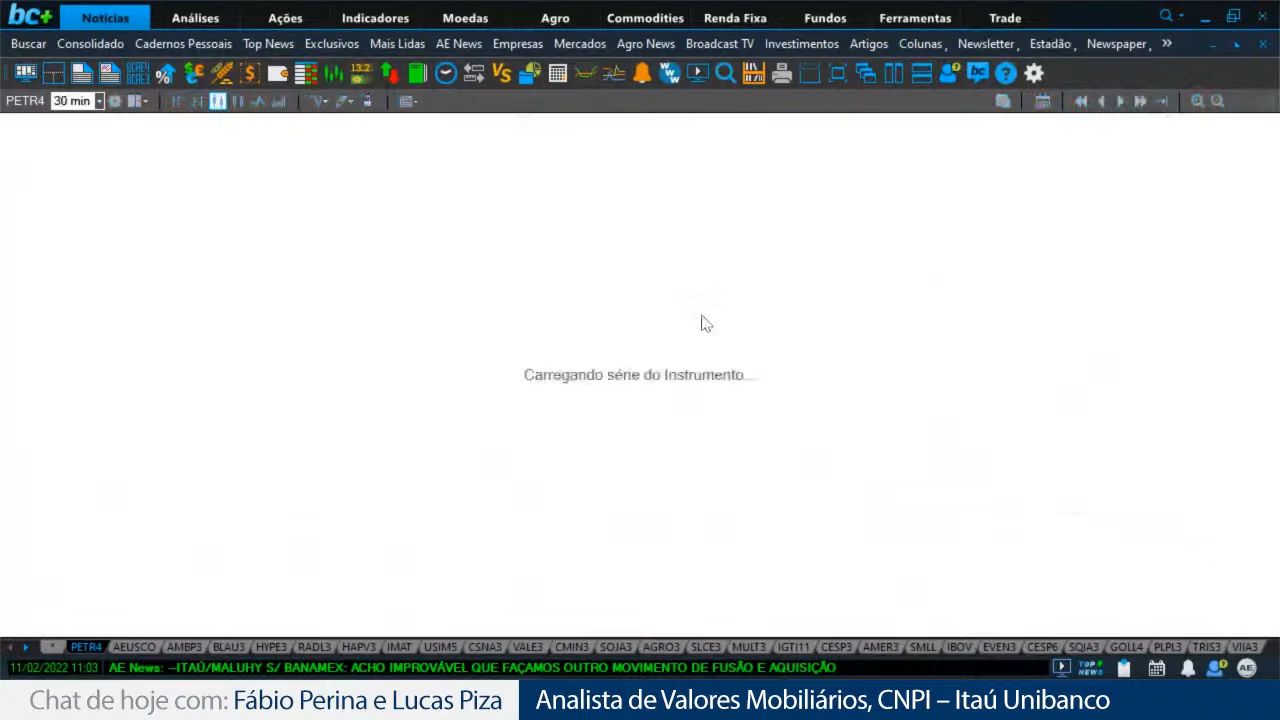 bc+ Notícias Análises Ações Indicadores Moedas Agro Commodities Renda Fixa Fundos Ferramentas Trade
Buscar Consolidado Cadernos Pessoais Top News Exclusivos Mais Lidas AE News Empresas Mercados Agro News Broadcast TV Investimentos Artigos Colunas Newsletter Estadão Newspaper
PETR4 30 min
Carregando série do Instrumento...
* PETR4 AEUSCO AMBP3 BLAU3 HYPE3 RADL3 HAPV3 IMAT USIM5 CSNA3 VALE3 CMIN3 SOJA3 AGRO3 SLCE3 MULT3 IGTI11 CESP3 AMER3 SMLL IBOV EVEN3 CESP6 SQIA3 GOLL4 PLPL3 TRIS3 VIIA3
11/02/2022 11:03 AE News: --ITAÚ/MALUHY S/ BANAMEX: ACHO IMPROVÁVEL QUE FAÇAMOS OUTRO MOVIMENTO DE FUSÃO E AQUISIÇÃO TOP NEWS AE
Chat de hoje com: Fábio Perina e Lucas Piza Analista de Valores Mobiliários, CNPI – Itaú Unibanco